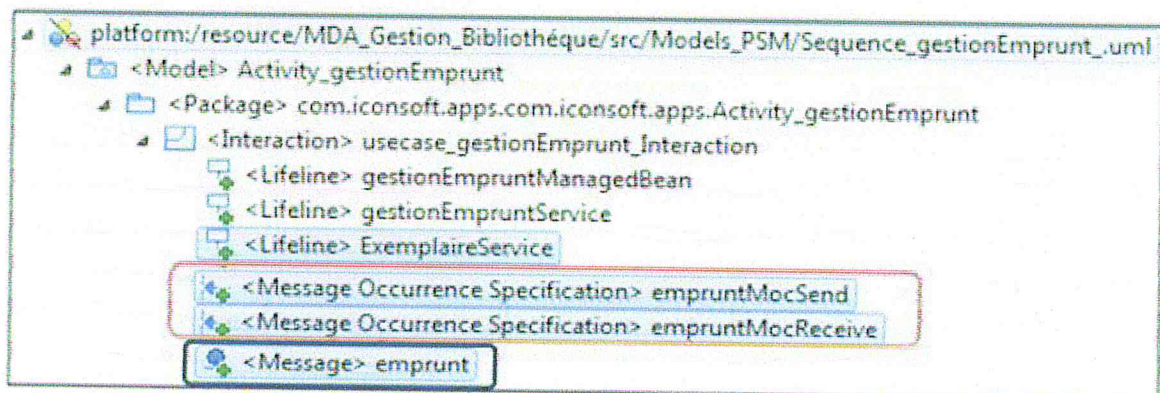 platform:/resource/MDA_Gestion_Bibliothéque/src/Models_PSM/Sequence_gestionEmprunt_.uml
<Model> Activity_gestionEmprunt
<Package> com.iconsoft.apps.com.iconsoft.apps.Activity_gestionEmprunt
<Interaction> usecase_gestionEmprunt_Interaction
<Lifeline> gestionEmpruntManagedBean
<Lifeline> gestionEmpruntService
<Lifeline> ExemplaireService
<Message Occurrence Specification> empruntMocSend
<Message Occurrence Specification> empruntMocReceive
<Message> emprunt